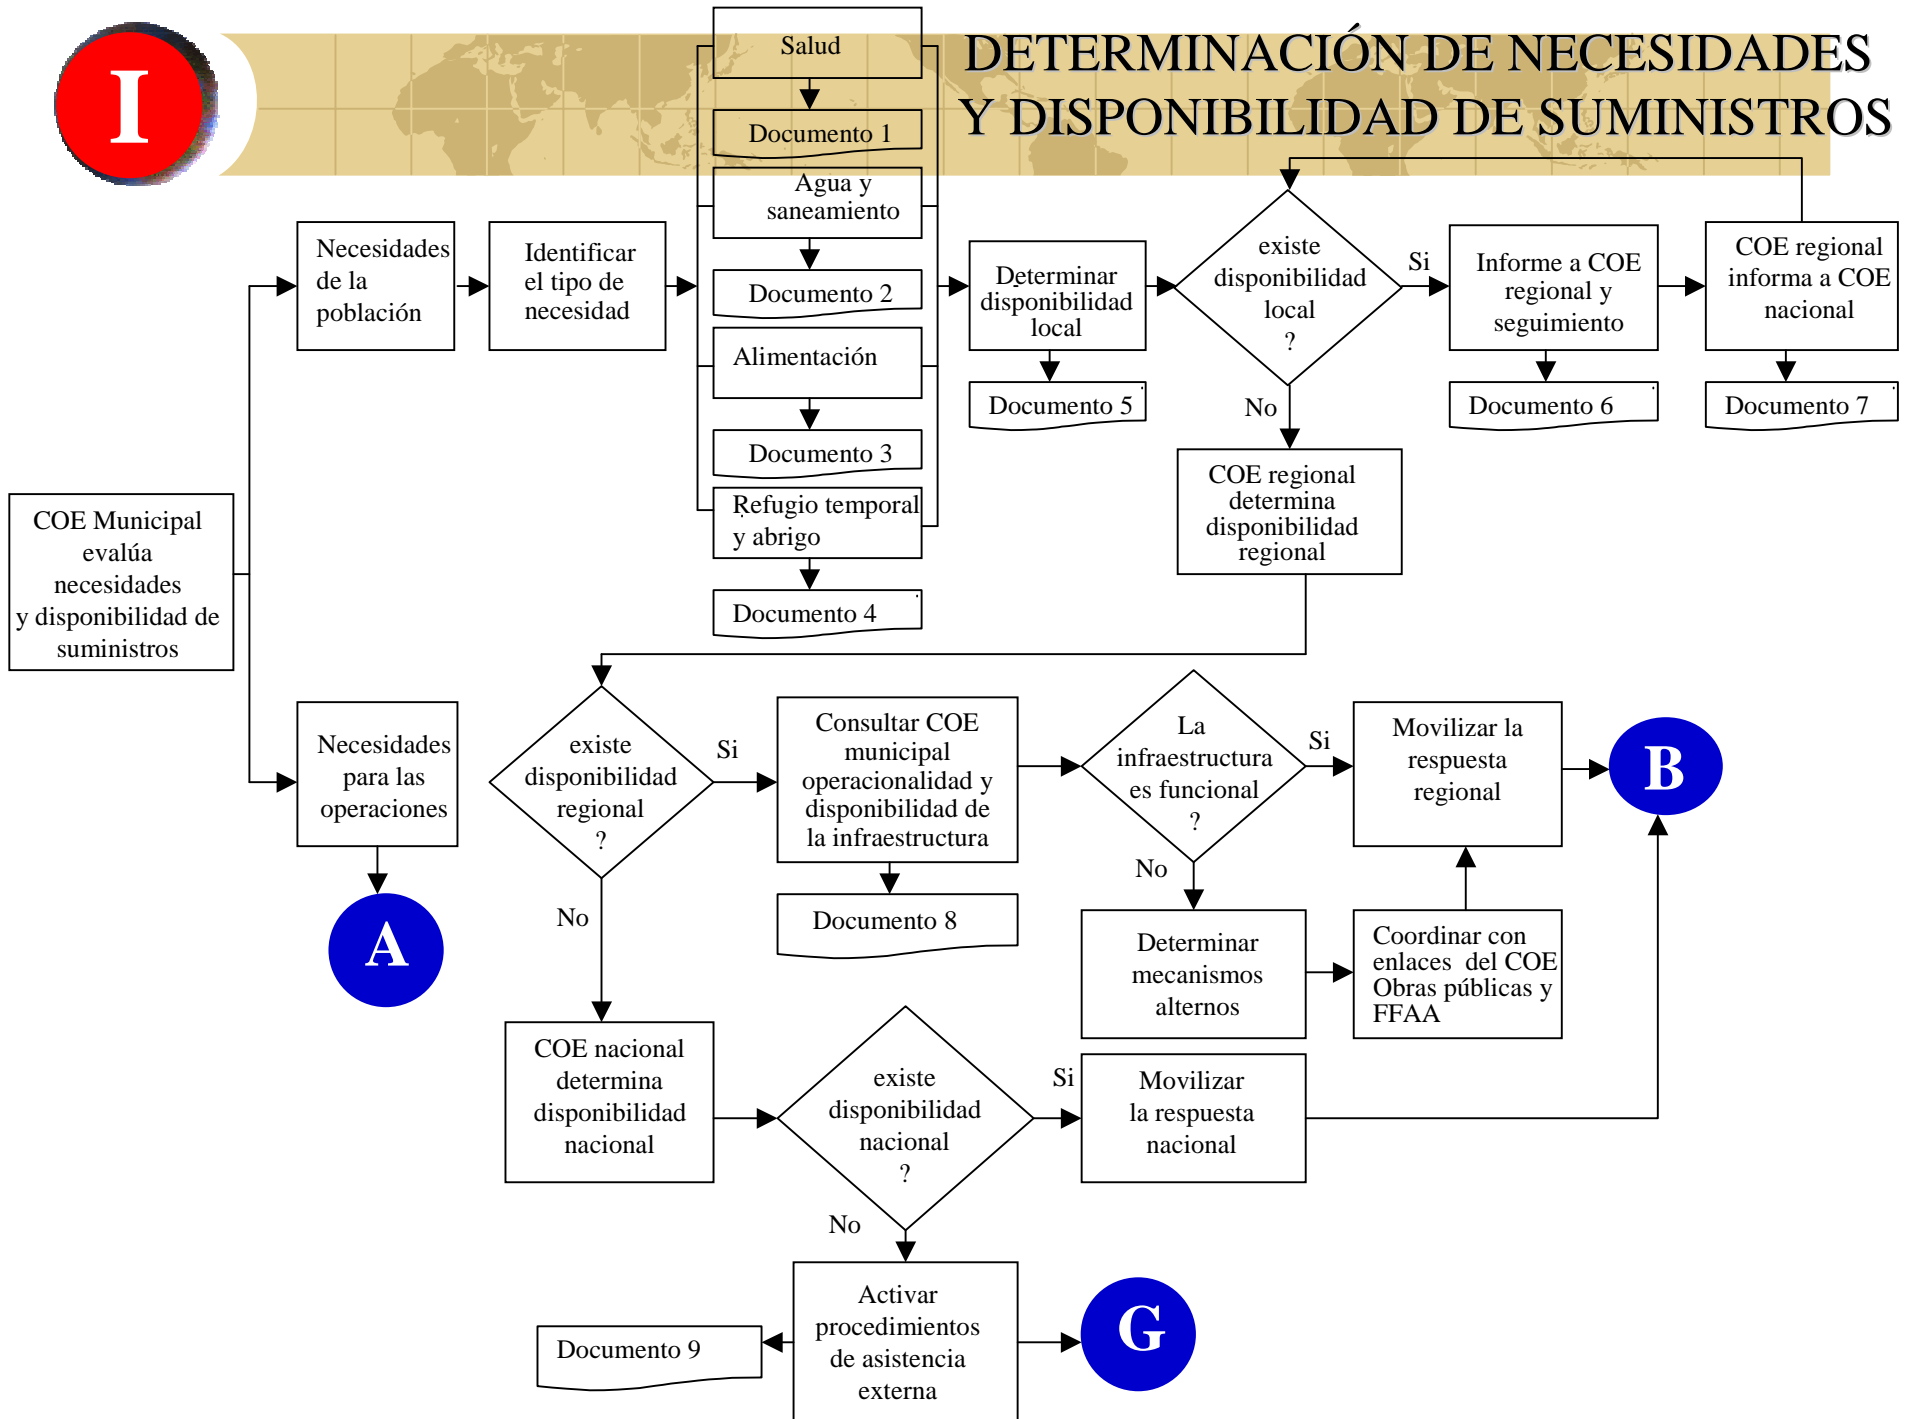 I
DETERMINACIÓN DE NECESIDADES
Y DISPONIBILIDAD DE SUMINISTROS
COE Municipal
evalúa
necesidades
y disponibilidad de
suministros
Necesidades
de la
población
Identificar
el tipo de
necesidad
Salud
Documento 1
Agua y
saneamiento
Documento 2
Alimentación
Documento 3
Refugio temporal
y abrigo
Documento 4
Determinar
disponibilidad
local
Documento 5
existe
disponibilidad
local
?
Si
Informe a COE
regional y
seguimiento
Documento 6
COE regional
informa a COE
nacional
Documento 7
No
COE regional
determina
disponibilidad
regional
Necesidades
para las
operaciones
A
existe
disponibilidad
regional
?
Si
Consultar COE
municipal
operacionalidad y
disponibilidad de
la infraestructura
Documento 8
La
infraestructura
es funcional
?
Si
Movilizar la
respuesta
regional
B
No
Determinar
mecanismos
alternos
Coordinar con
enlaces del COE
Obras públicas y
FFAA
No
COE nacional
determina
disponibilidad
nacional
existe
disponibilidad
nacional
?
Si
Movilizar
la respuesta
nacional
No
Activar
procedimientos
de asistencia
externa
Documento 9
G